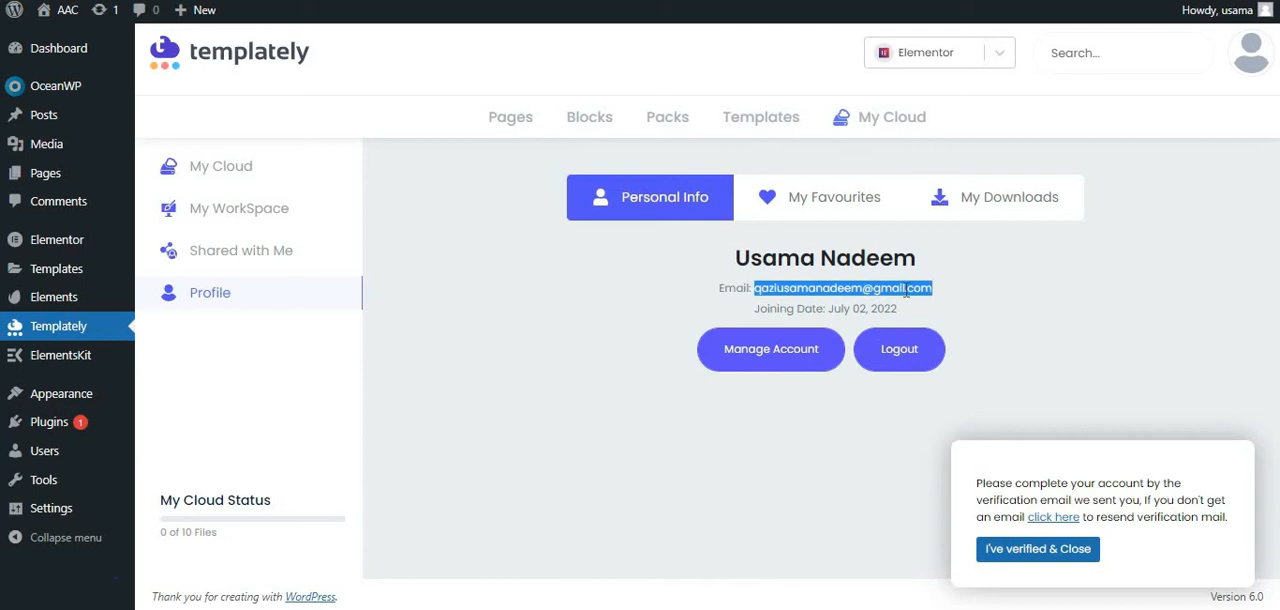 AAC 1 0 New
Howdy, usama
Dashboard
OceanWP
Posts
Media
Pages
Comments
Elementor
Templates
Elements
Templately
ElementsKit
Appearance
Plugins 1
Users
Tools
Settings
Collapse menu
templately
Elementor
Search...
Pages Blocks Packs Templates My Cloud
My Cloud
My WorkSpace
Shared with Me
Profile
My Cloud Status
0 of 10 Files
Personal Info My Favourites My Downloads
Usama Nadeem
Email: qaziusamanadeem@gmail.com
Joining Date: July 02, 2022
Manage Account Logout
Please complete your account by the
verification email we sent you, If you don't get
an email click here to resend verification mail.
I've verified & Close
Thank you for creating with WordPress.
Version 6.0